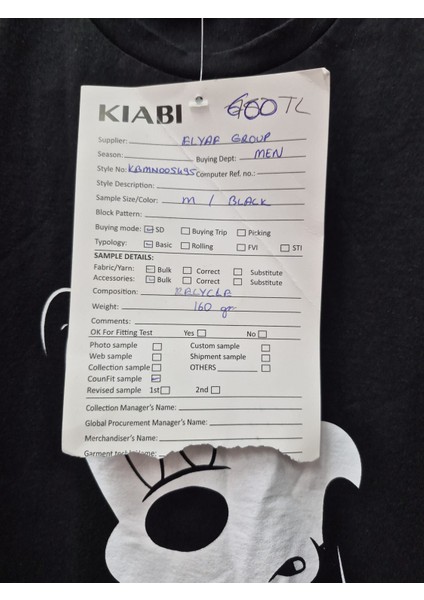 KIABI 600 TL
Supplier: ELYAF GROUP
Season: Buying Dept: MEN
Style No: KAMN005495 Computer Ref. no.:
Style Description:
Sample Size/Color: M / BLACK
Block Pattern:
Buying mode: SD Buying Trip Picking
Typology: Basic Rolling FVI STI
SAMPLE DETAILS:
Fabric/Yarn: Bulk Correct Substitute
Accessories: Bulk Correct Substitute
Composition: RECYCLE
Weight: 160 gr
Comments:
OK For Fitting Test Yes No
Photo sample Custom sample
Web sample Shipment sample
Collection sample OTHERS
CounFit sample
Revised sample 1st 2nd
Collection Manager's Name:
Global Procurement Manager's Name:
Merchandiser's Name:
Garment Name: